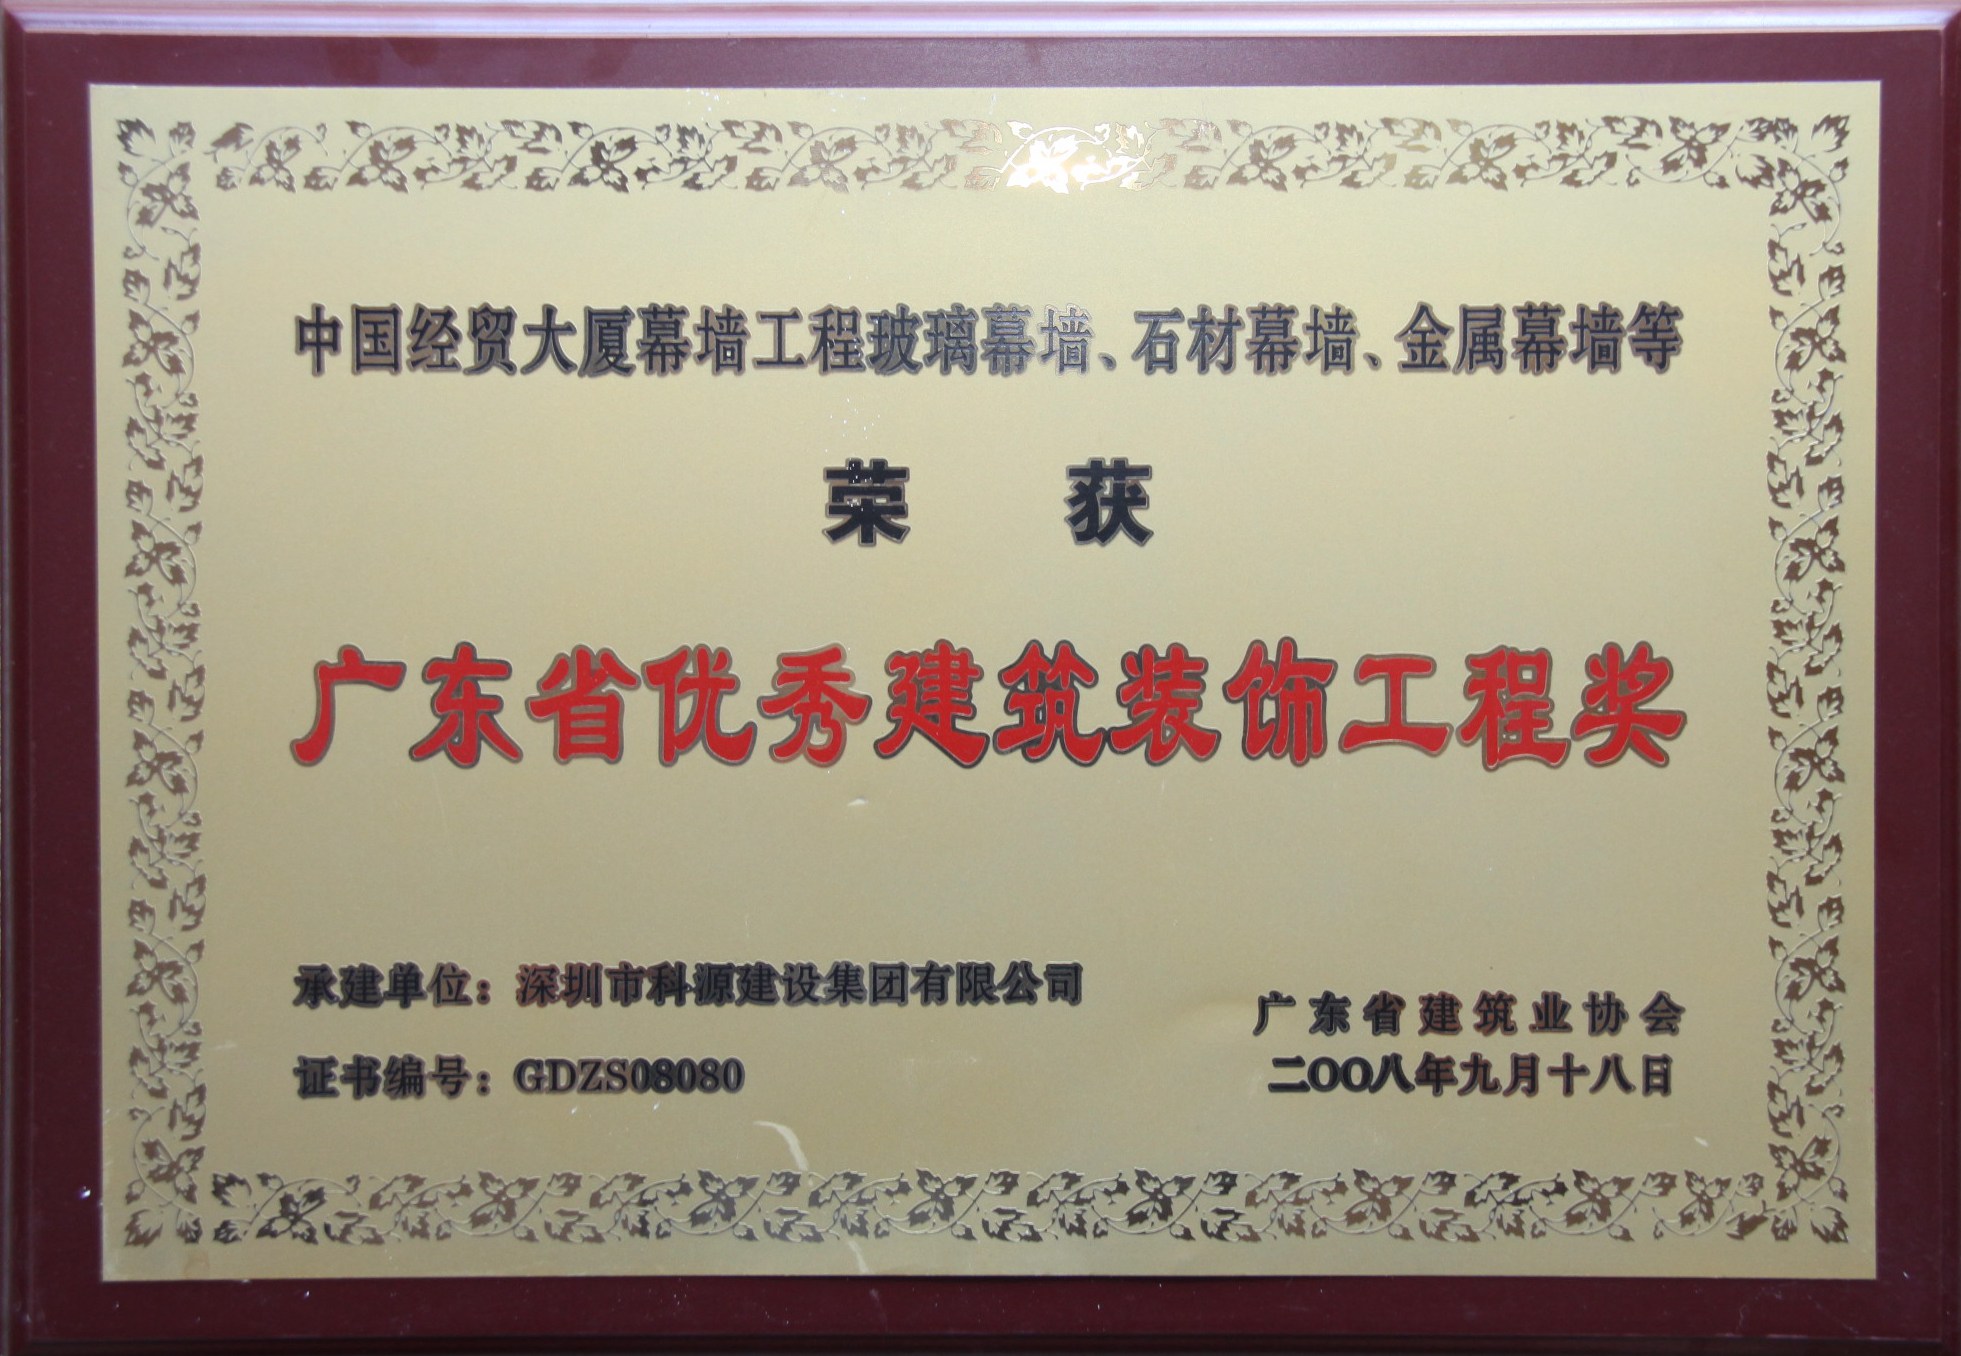 中国经贸大厦幕墙工程玻璃幕墙、石材幕墙、金属幕墙等
荣获
广东省优秀建筑装饰工程奖
承建单位：深圳市科源建设集团有限公司
证书编号：GDZS08080
广东省建筑业协会
二OO八年九月十八日